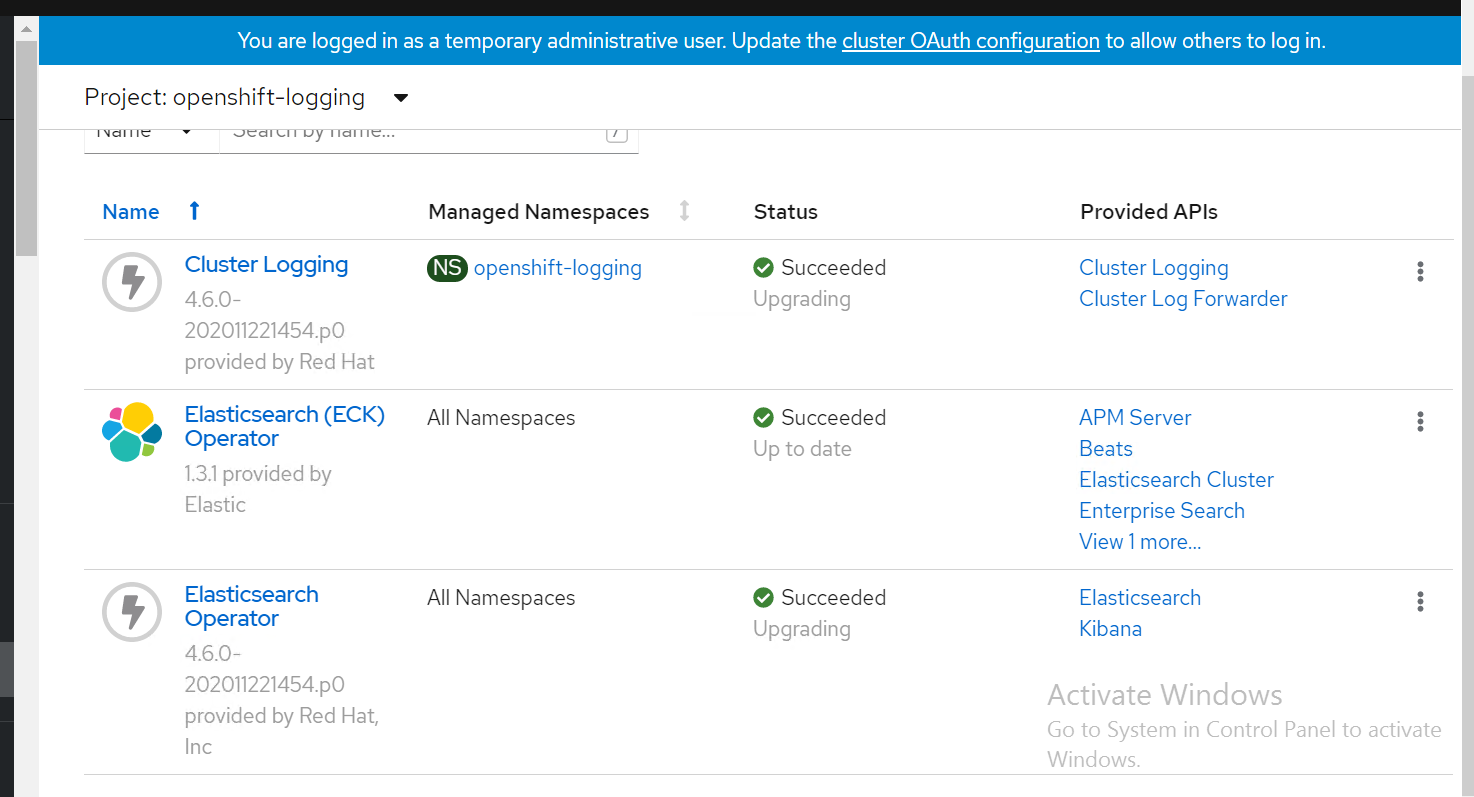 You are logged in as a temporary administrative user. Update the cluster OAuth configuration to allow others to log in.
Project: openshift-logging
Name Search by name... /
Name Managed Namespaces Status Provided APIs
Cluster Logging
4.6.0-
202011221454.p0
provided by Red Hat
NS openshift-logging
Succeeded
Upgrading
Cluster Logging
Cluster Log Forwarder
Elasticsearch (ECK)
Operator
1.3.1 provided by
Elastic
All Namespaces
Succeeded
Up to date
APM Server
Beats
Elasticsearch Cluster
Enterprise Search
View 1 more...
Elasticsearch
Operator
4.6.0-
202011221454.p0
provided by Red Hat,
Inc
All Namespaces
Succeeded
Upgrading
Elasticsearch
Kibana
Activate Windows
Go to System in Control Panel to activate
Windows.